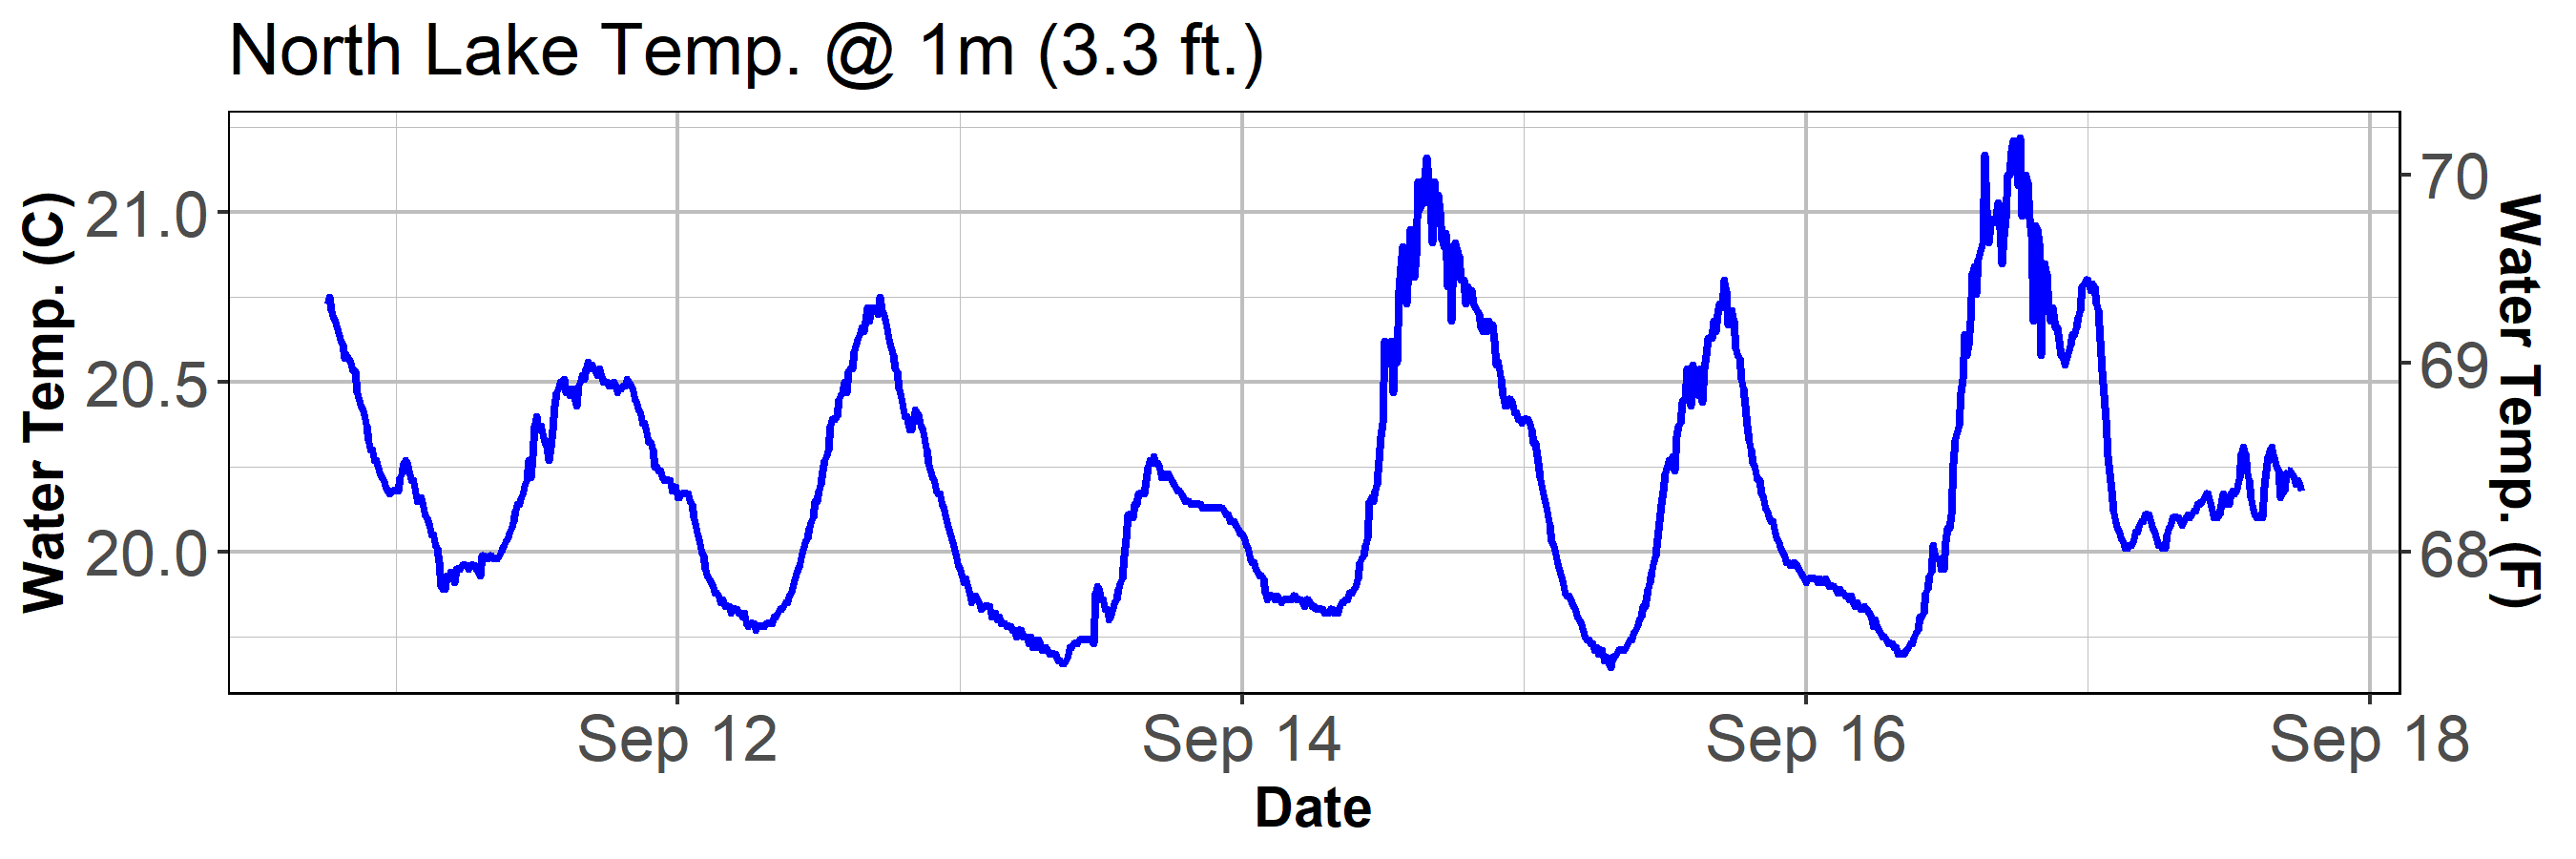 North Lake Temp. @ 1m (3.3 ft.)
Water Temp. (C)
21.0
20.5
20.0
70
69
68
Water Temp. (F)
Sep 12
Sep 14
Sep 16
Sep 18
Date